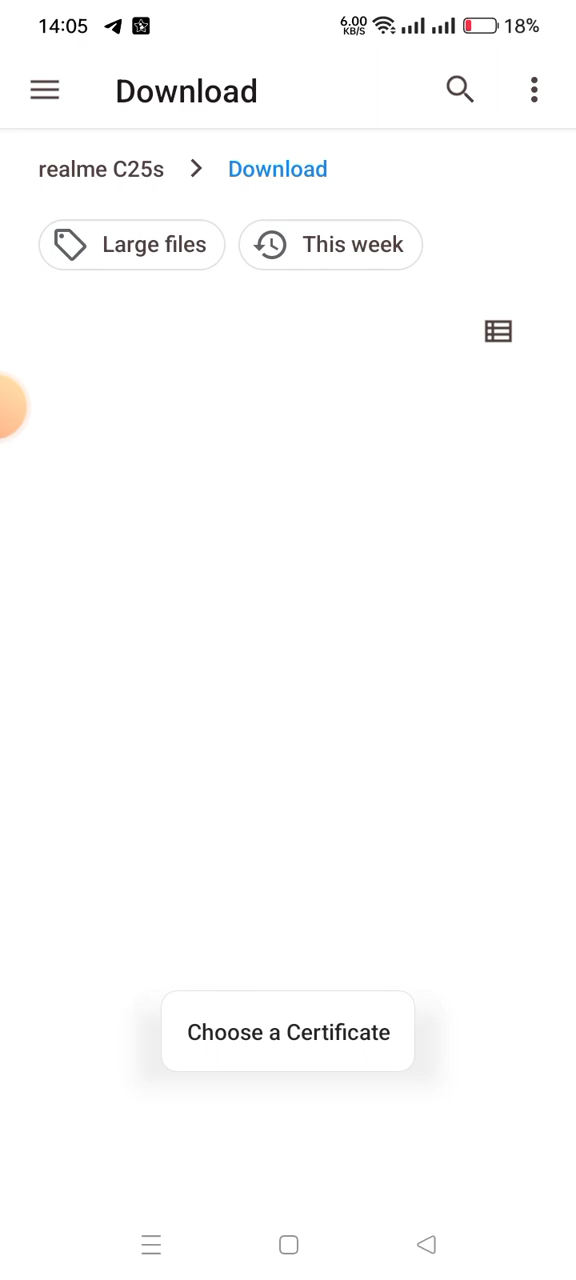 14:05 6.00 KB/S 18%
Download
realme C25s > Download
Large files This week
Choose a Certificate